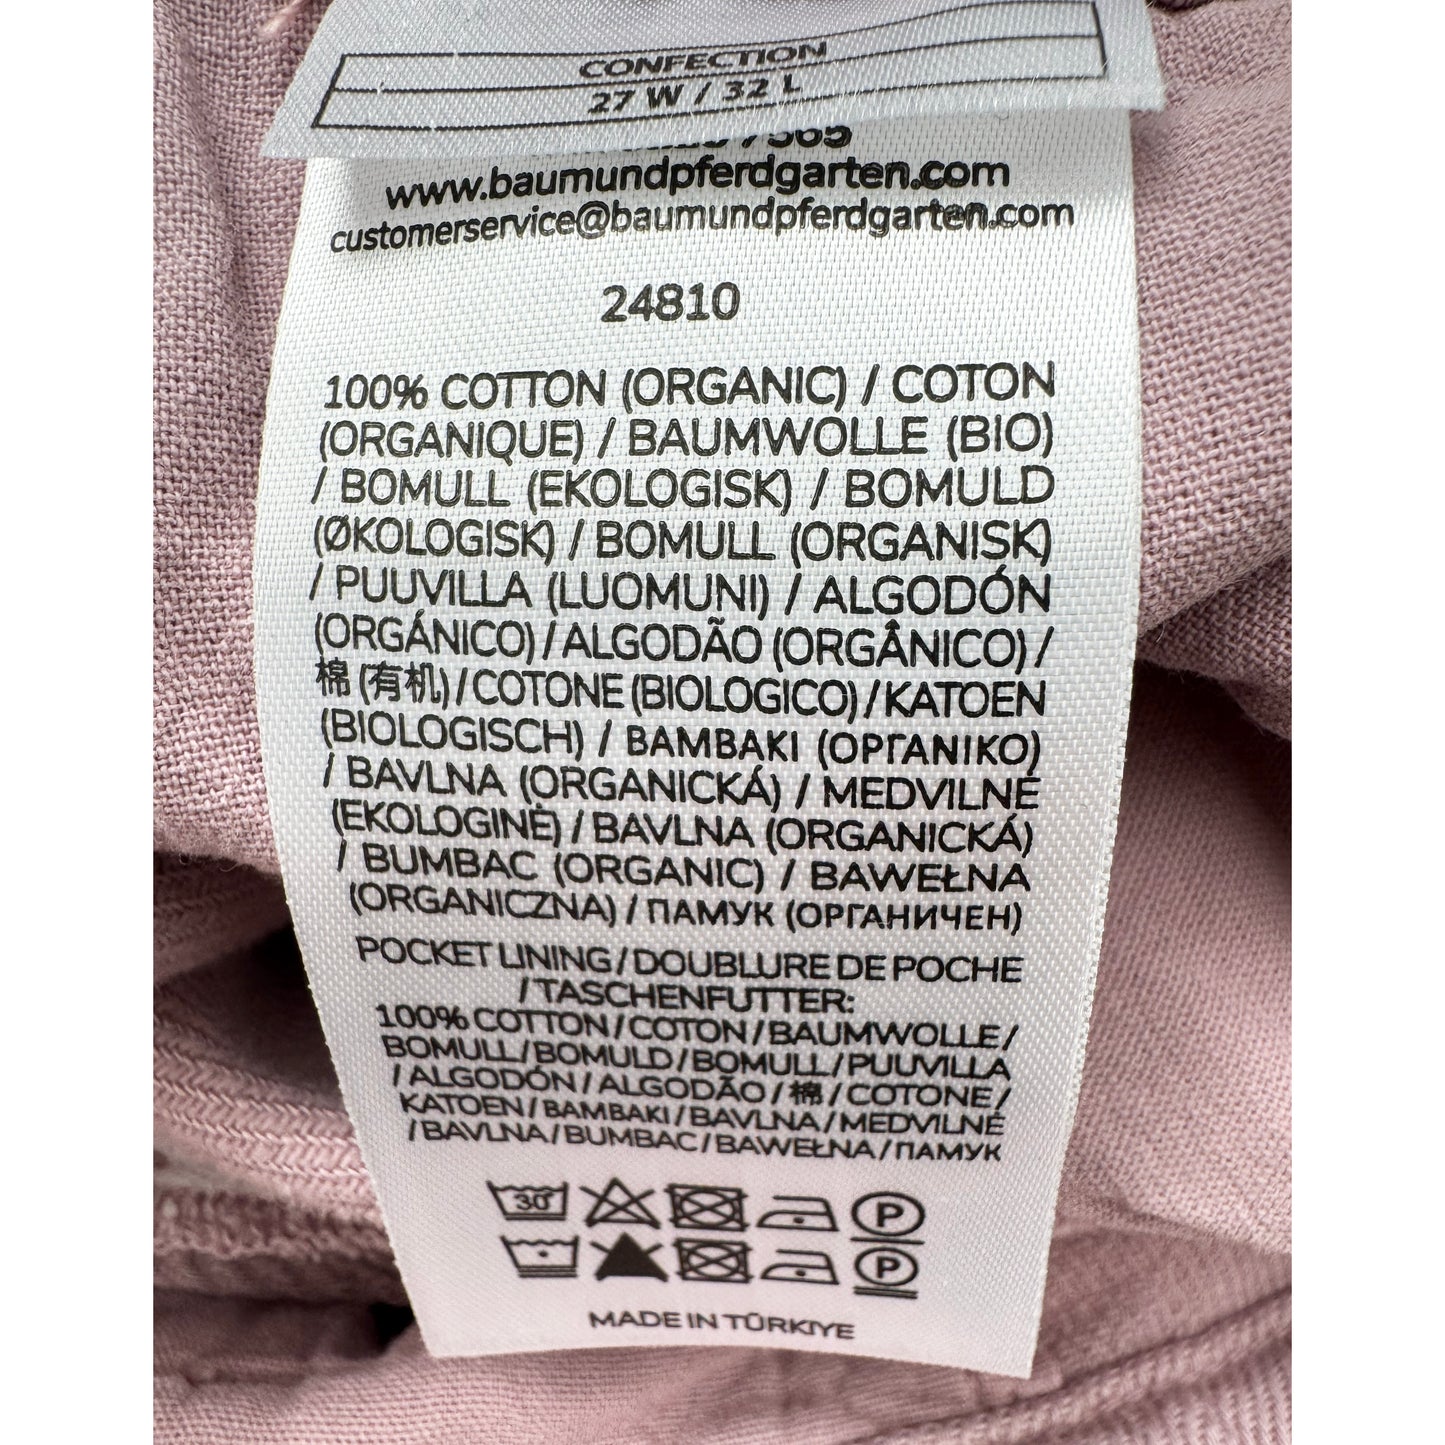 CONFECTION
27 W / 32 L
7565
www.baumundpferdgarten.com
customerservice@baumundpferdgarten.com
24810
100% COTTON (ORGANIC) / COTON
(ORGANIQUE) / BAUMWOLLE (BIO)
/ BOMULL (EKOLOGISK) / BOMULD
(ØKOLOGISK) / BOMULL (ORGANISK)
/ PUUVILLA (LUOMUNI) / ALGODÓN
(ORGÁNICO) / ALGODÃO (ORGÂNICO) /
棉 (有机) / COTONE (BIOLOGICO) / KATOEN
(BIOLOGISCH) / ΒΑΜΒΑΚΙ (ΟΡΓΑΝΙΚΟ)
/ BAVLNA (ORGANICKÁ) / MEDVILNĖ
(EKOLOGINĖ) / BAVLNA (ORGANICKÁ)
/ BUMBAC (ORGANIC) / BAWEŁNA
(ORGANICZNA) / ПАМУК (ОРГАНИЧЕН)
POCKET LINING / DOUBLURE DE POCHE
/ TASCHENFUTTER:
100% COTTON / COTON / BAUMWOLLE /
BOMULL / BOMULD / BOMULL / PUUVILLA
/ ALGODÓN / ALGODÃO / 棉 / COTONE /
KATOEN / ΒΑΜΒΑΚΙ / BAVLNA / MEDVILNĖ
/ BAVLNA / BUMBAC / BAWEŁNA / ПАМУК
30° P
P
MADE IN TÜRKIYE